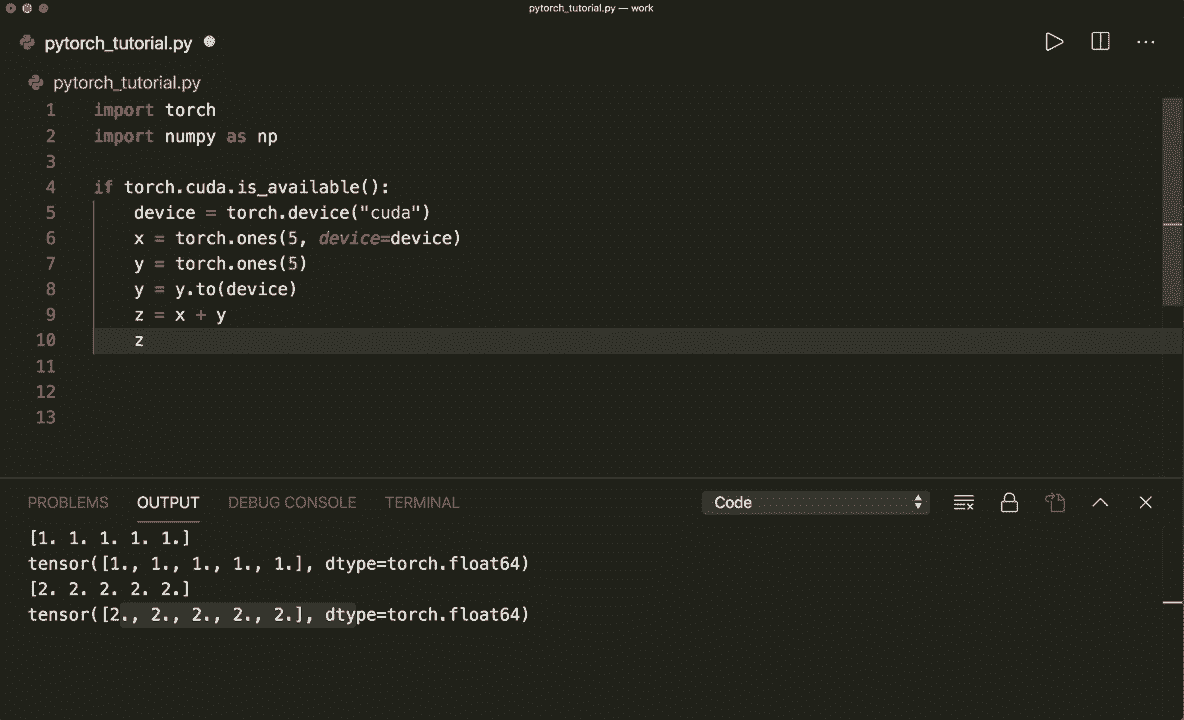 pytorch_tutorial.py — work
pytorch_tutorial.py
pytorch_tutorial.py
1 import torch
2 import numpy as np
3
4 if torch.cuda.is_available():
5     device = torch.device("cuda")
6     x = torch.ones(5, device=device)
7     y = torch.ones(5)
8     y = y.to(device)
9     z = x + y
10     z
11
12
13
PROBLEMS OUTPUT DEBUG CONSOLE TERMINAL Code
[1. 1. 1. 1. 1.]
tensor([1., 1., 1., 1., 1.], dtype=torch.float64)
[2. 2. 2. 2. 2.]
tensor([2., 2., 2., 2., 2.], dtype=torch.float64)